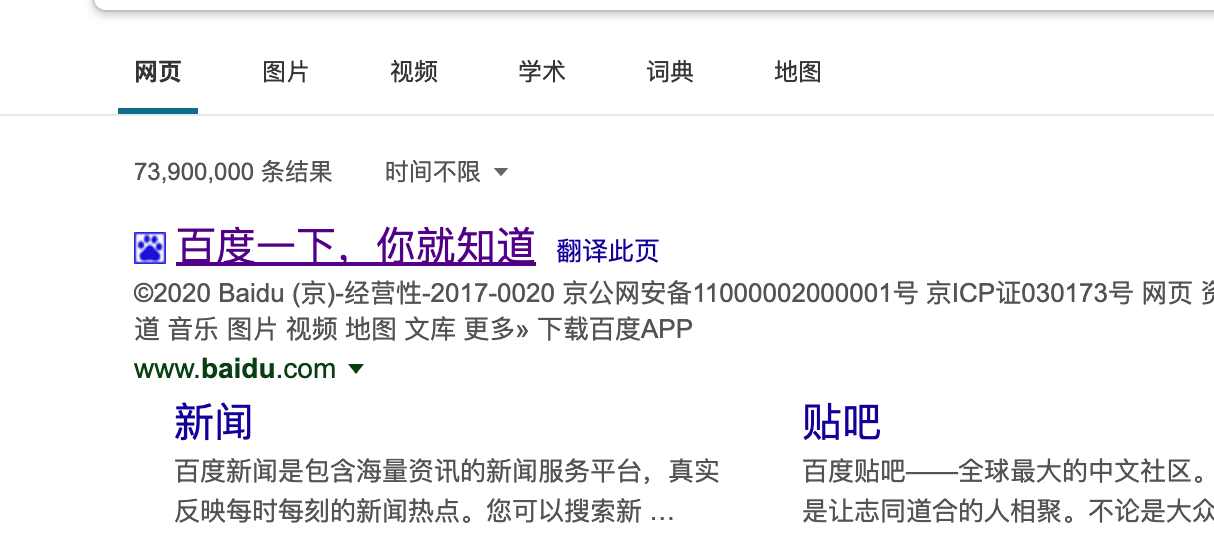 网页 图片 视频 学术 词典 地图
73,900,000 条结果 时间不限
百度一下，你就知道 翻译此页
©2020 Baidu (京)-经营性-2017-0020 京公网安备11000002000001号 京ICP证030173号 网页
道 音乐 图片 视频 地图 文库 更多» 下载百度APP
www.baidu.com
新闻 贴吧
百度新闻是包含海量资讯的新闻服务平台，真实 百度贴吧——全球最大的中文社区。
反映每时每刻的新闻热点。您可以搜索新 ... 是让志同道合的人相聚。不论是大众